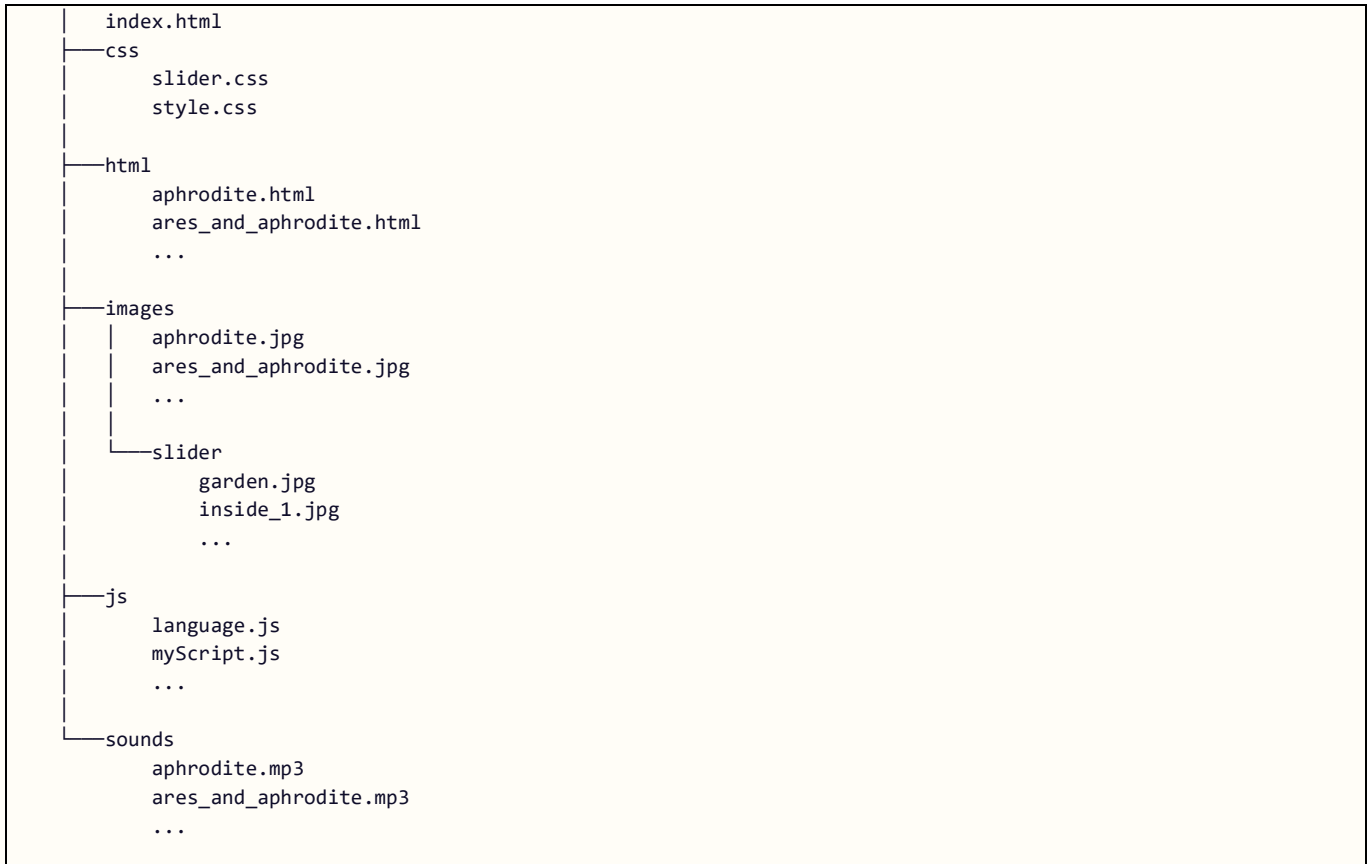 index.html
css
slider.css
style.css
html
aphrodite.html
ares_and_aphrodite.html
...
images
aphrodite.jpg
ares_and_aphrodite.jpg
...
slider
garden.jpg
inside_1.jpg
...
js
language.js
myScript.js
...
sounds
aphrodite.mp3
ares_and_aphrodite.mp3
...